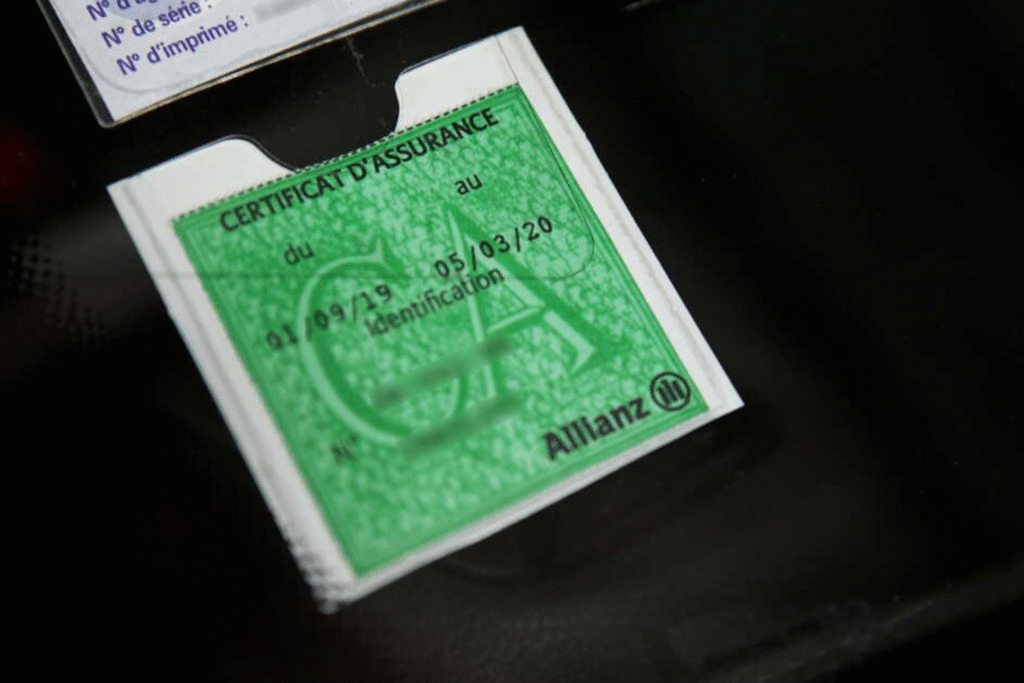 N° de série :
N° d'imprimé :
CERTIFICAT D'ASSURANCE
du au
01/09/19 05/03/20
Identification
N°
Allianz